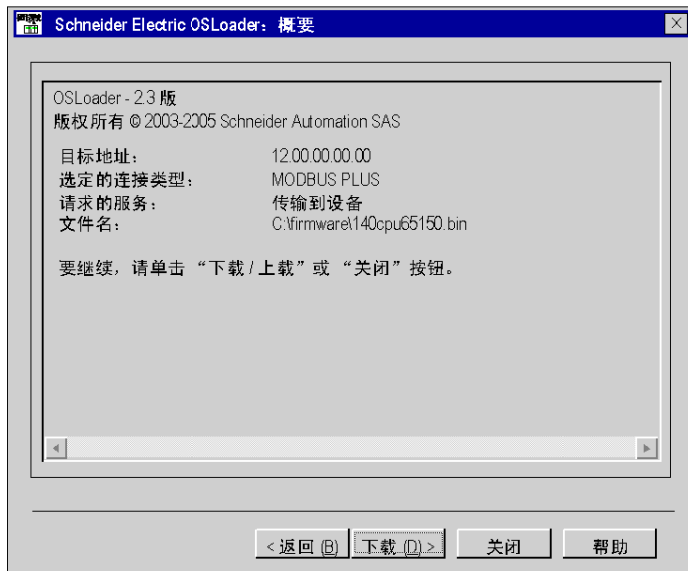 Schneider Electric OSLoader：概要
OSLoader - 2.3 版
版权所有 © 2003-2005 Schneider Automation SAS
目标地址： 12.00.00.00.00
选定的连接类型： MODBUS PLUS
请求的服务： 传输到设备
文件名： C:\firmware\140cpu65150.bin
要继续，请单击“下载 / 上载”或“关闭”按钮。
< 返回 (B) 下载 (D) > 关闭 帮助